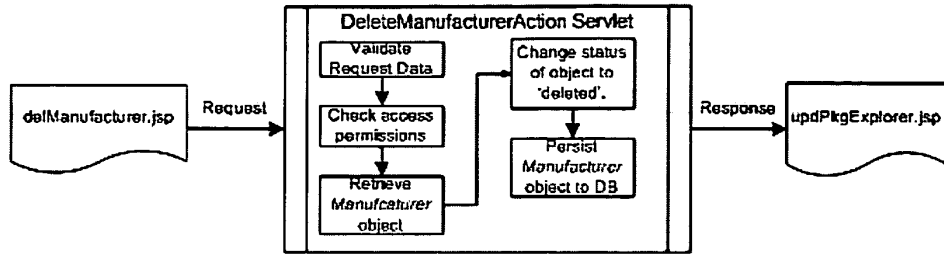 DeleteManufacturerAction Servlet
Validate
Request Data
Check access
permissions
Retrieve
Manufcaturer
object
Change status
of object to
'deleted'.
Persist
Manufacturer
object to DB
delManufacturer.jsp
Request
Response
updPkgExplorer.jsp